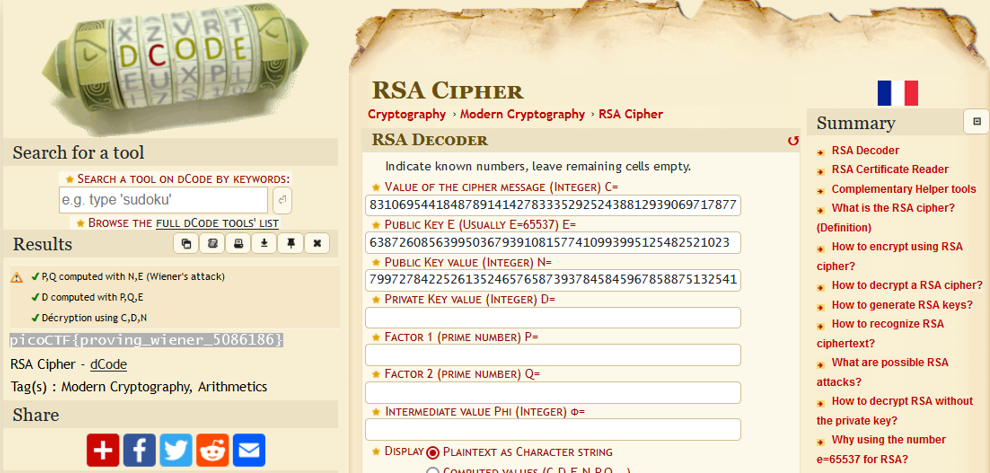 X Z V R T
D C O D E
E U X P L
RSA Cipher
Cryptography › Modern Cryptography › RSA Cipher
Search for a tool
Search a tool on dCode by keywords:
e.g. type 'sudoku'
Browse the full dCode tools' list
Results
P,Q computed with N,E (Wiener's attack)
D computed with P,Q,E
Décryption using C,D,N
picoCTF{proving_wiener_5086186}
RSA Cipher - dCode
Tag(s) : Modern Cryptography, Arithmetics
Share
RSA Decoder
Indicate known numbers, leave remaining cells empty.
Value of the cipher message (Integer) C=
8310695441848789141427833352925243881293906971787​7
Public Key E (Usually E=65537) E=
638726085639950367939108157741099399512548252102​3
Public Key value (Integer) N=
799727842252613524657658739378458459678588751325​41
Private Key value (Integer) D=
Factor 1 (prime number) P=
Factor 2 (prime number) Q=
Intermediate value Phi (Integer) Φ=
Display Plaintext as Character string
Computed values (C,D,E,N,P,Q,...)
Summary
RSA Decoder
RSA Certificate Reader
Complementary Helper tools
What is the RSA cipher?
(Definition)
How to encrypt using RSA
cipher?
How to decrypt a RSA cipher?
How to generate RSA keys?
How to recognize RSA
ciphertext?
What are possible RSA
attacks?
How to decrypt RSA without
the private key?
Why using the number
e=65537 for RSA?